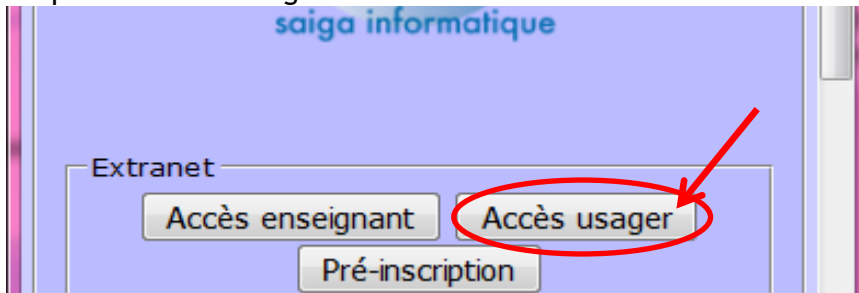 saiga informatique
Extranet
Accès enseignant Accès usager
Pré-inscription